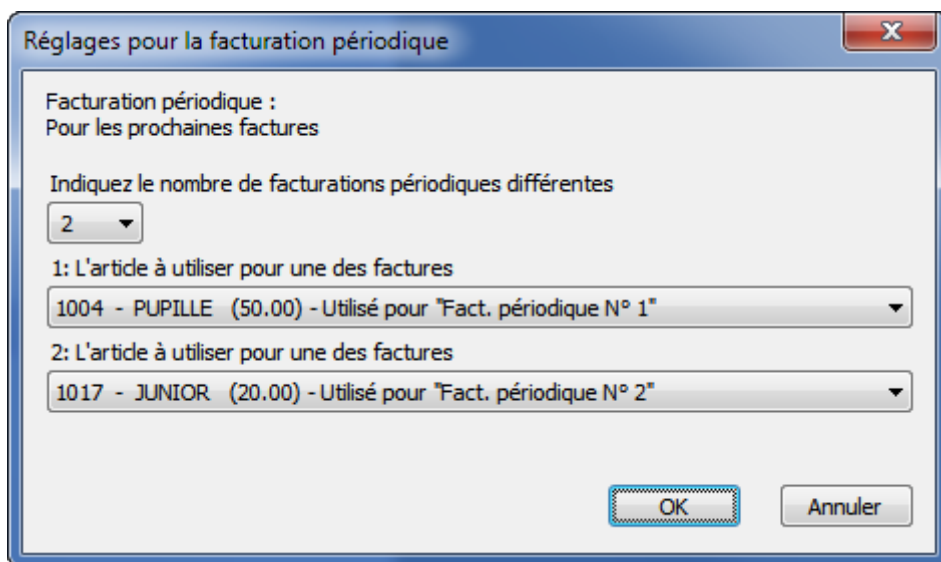 Réglages pour la facturation périodique
Facturation périodique :
Pour les prochaines factures
Indiquez le nombre de facturations périodiques différentes
2
1: L'article à utiliser pour une des factures
1004 - PUPILLE (50.00) - Utilisé pour "Fact. périodique N° 1"
2: L'article à utiliser pour une des factures
1017 - JUNIOR (20.00) - Utilisé pour "Fact. périodique N° 2"
OK Annuler